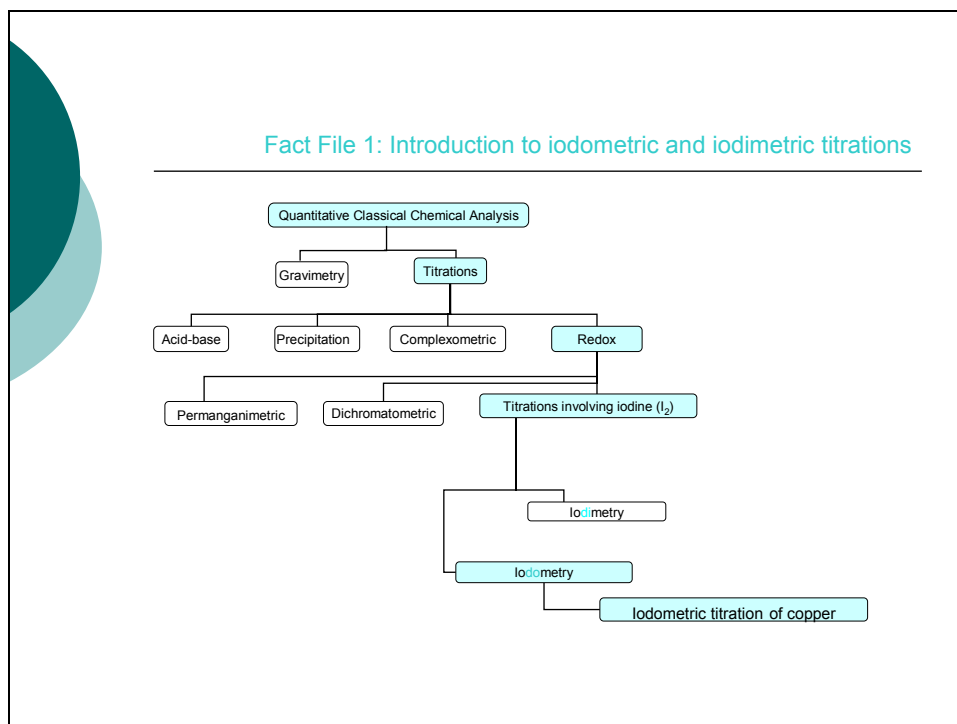 Fact File 1: Introduction to iodometric and iodimetric titrations
Quantitative Classical Chemical Analysis
Gravimetry
Titrations
Acid-base
Precipitation
Complexometric
Redox
Permanganimetric
Dichromatometric
Titrations involving iodine (I₂)
Iodimetry
Iodometry
Iodometric titration of copper